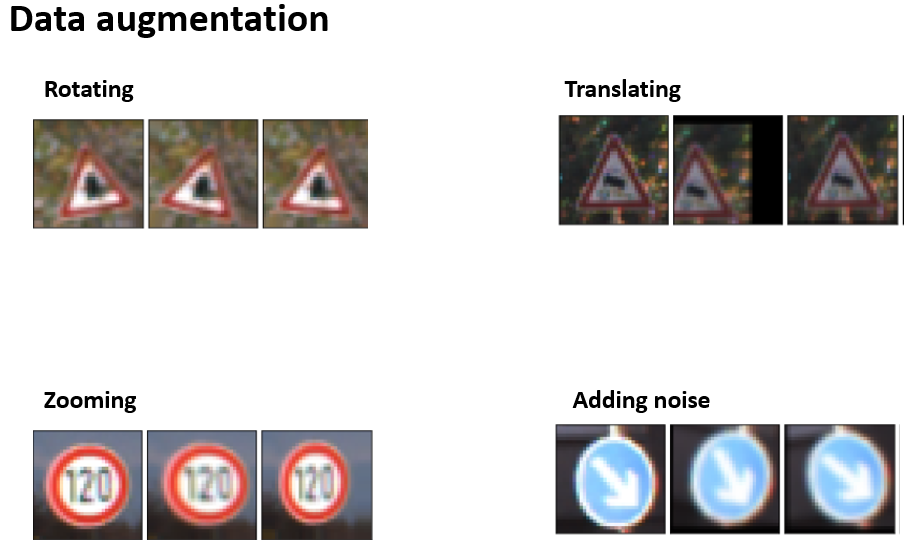 Data augmentation
Rotating
Translating
Zooming
Adding noise
120
120
120